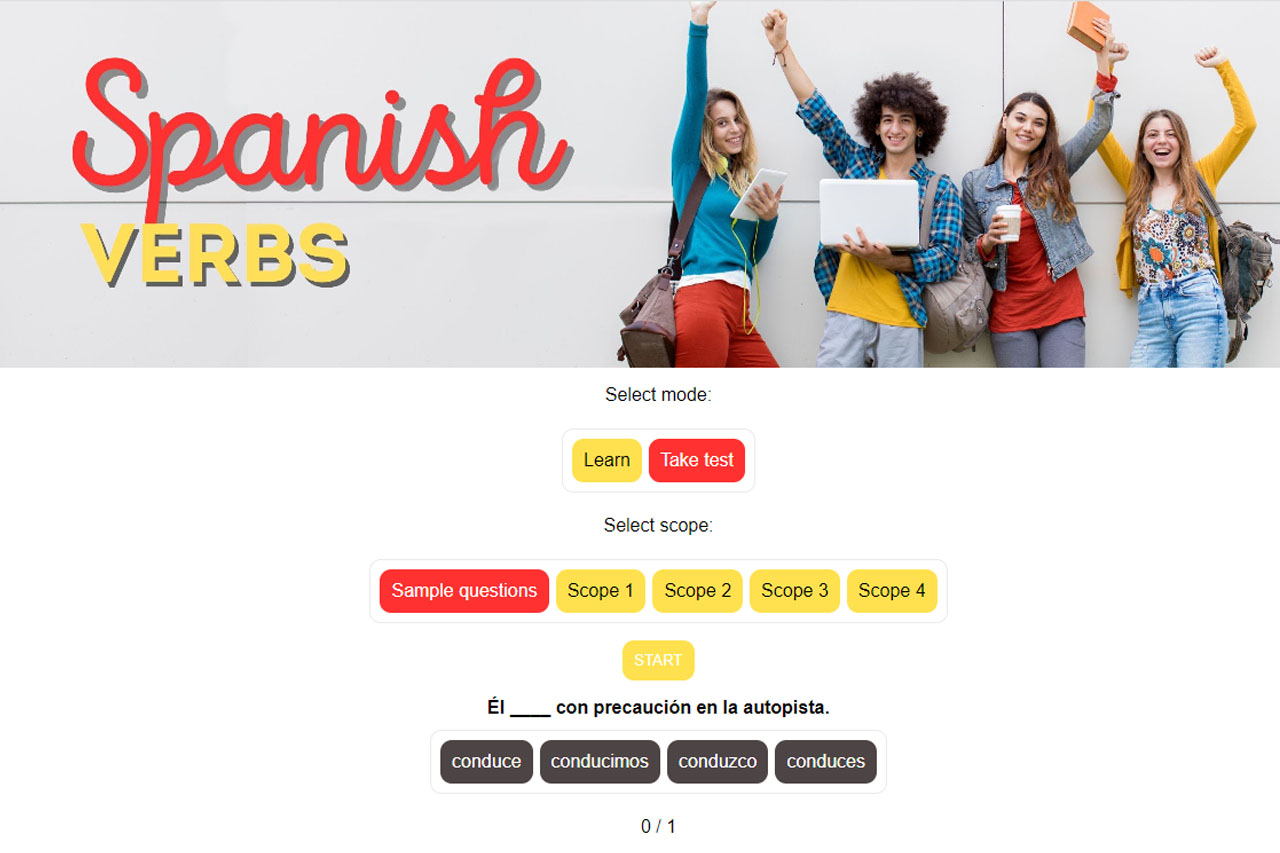 Spanish
VERBS
Select mode:
Learn Take test
Select scope:
Sample questions Scope 1 Scope 2 Scope 3 Scope 4
START
Él ____ con precaución en la autopista.
conduce conducimos conduzco conduces
0 / 1